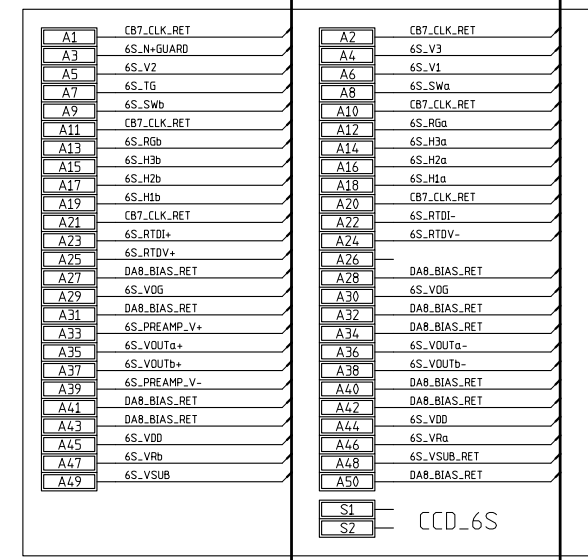 A1 CB7_CLK_RET A2 CB7_CLK_RET
A3 6S_N+GUARD A4 6S_V3
A5 6S_V2 A6 6S_V1
A7 6S_TG A8 6S_SWa
A9 6S_SWb A10 CB7_CLK_RET
A11 CB7_CLK_RET A12 6S_RGa
A13 6S_RGb A14 6S_H3a
A15 6S_H3b A16 6S_H2a
A17 6S_H2b A18 6S_H1a
A19 6S_H1b A20 CB7_CLK_RET
A21 CB7_CLK_RET A22 6S_RTDI-
A23 6S_RTDI+ A24 6S_RTDV-
A25 6S_RTDV+ A26
A27 DA8_BIAS_RET A28 DA8_BIAS_RET
A29 6S_VOG A30 6S_VOG
A31 DA8_BIAS_RET A32 DA8_BIAS_RET
A33 6S_PREAMP_V+ A34 DA8_BIAS_RET
A35 6S_VOUTa+ A36 6S_VOUTa-
A37 6S_VOUTb+ A38 6S_VOUTb-
A39 6S_PREAMP_V- A40 DA8_BIAS_RET
A41 DA8_BIAS_RET A42 DA8_BIAS_RET
A43 DA8_BIAS_RET A44 6S_VDD
A45 6S_VDD A46 6S_VRa
A47 6S_VRb A48 6S_VSUB_RET
A49 6S_VSUB A50 DA8_BIAS_RET
S1
S2
CCD_6S